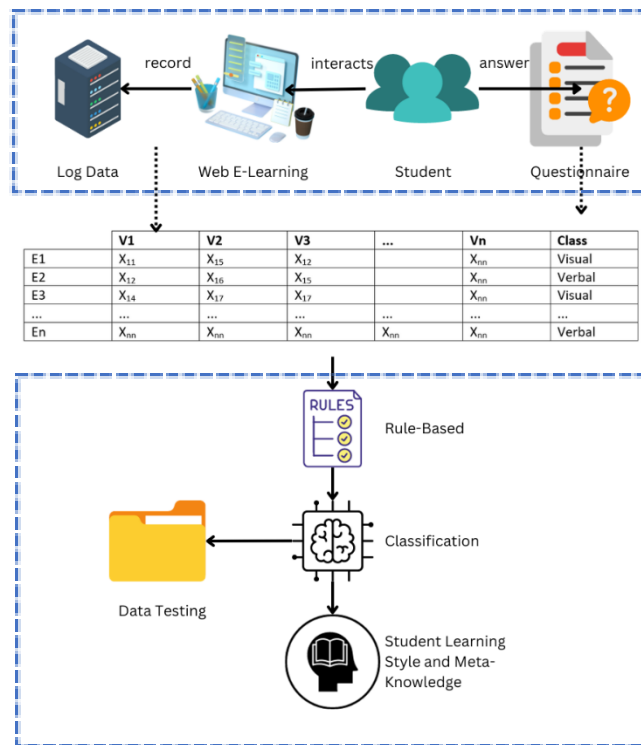 record interacts answer
Log Data Web E-Learning Student Questionnaire
V1 V2 V3 ... Vn Class
E1 X₁₁ X₁₅ X₁₂ Xₙₙ Visual
E2 X₁₂ X₁₆ X₁₅ Xₙₙ Verbal
E3 X₁₄ X₁₇ X₁₇ Xₙₙ Visual
... ... ... ... ... ...
En Xₙₙ Xₙₙ Xₙₙ Xₙₙ Xₙₙ Verbal
RULES
Rule-Based
Classification
Data Testing
Student Learning
Style and Meta-
Knowledge